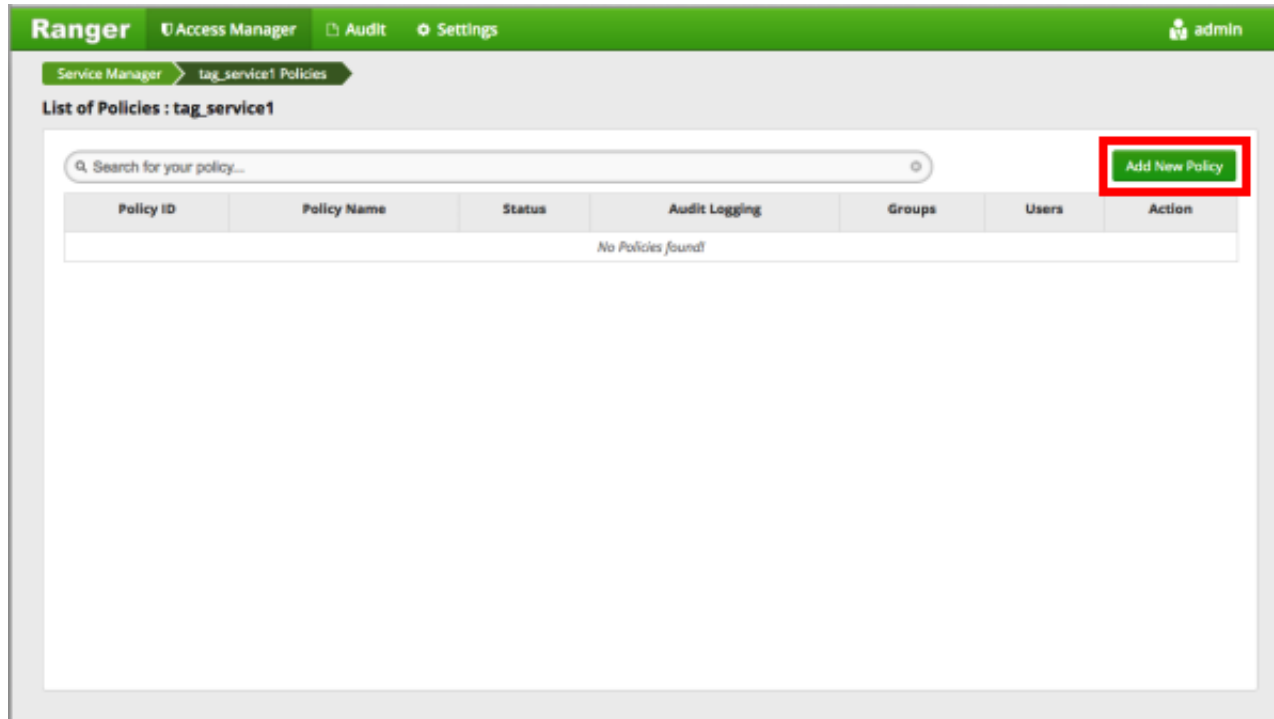 Ranger Access Manager Audit Settings admin
Service Manager tag_service1 Policies
List of Policies : tag_service1
Search for your policy... Add New Policy
Policy ID Policy Name Status Audit Logging Groups Users Action
No Policies found!